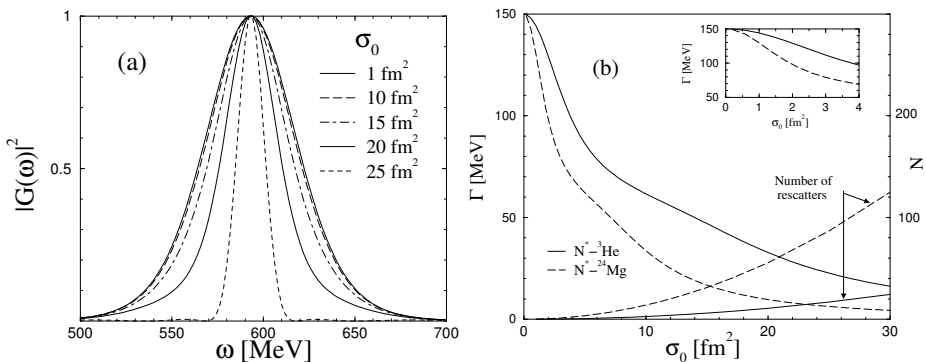 (a)
|G(ω)|²
1
0.5
500 550 600 650 700
ω [MeV]
σ₀
1 fm²
10 fm²
15 fm²
20 fm²
25 fm²
(b)
Γ [MeV]
150
100
50
0
0 10 20 30
σ₀ [fm²]
N
200
100
0
Number of
rescatters
N*–³He
N*–²⁴Mg
Γ [MeV]
150
100
50
0 1 2 3 4
σ₀ [fm²]